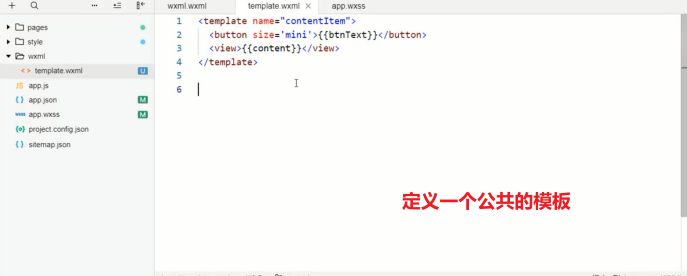 wxml.wxml
template.wxml
app.wxss
pages
style
wxml
template.wxml
U
app.js
app.json
M
app.wxss
M
project.config.json
sitemap.json
1 <template name="contentItem">
2 <button size='mini'>{{btnText}}</button>
3 <view>{{content}}</view>
4 </template>
5
6
定义一个公共的模板